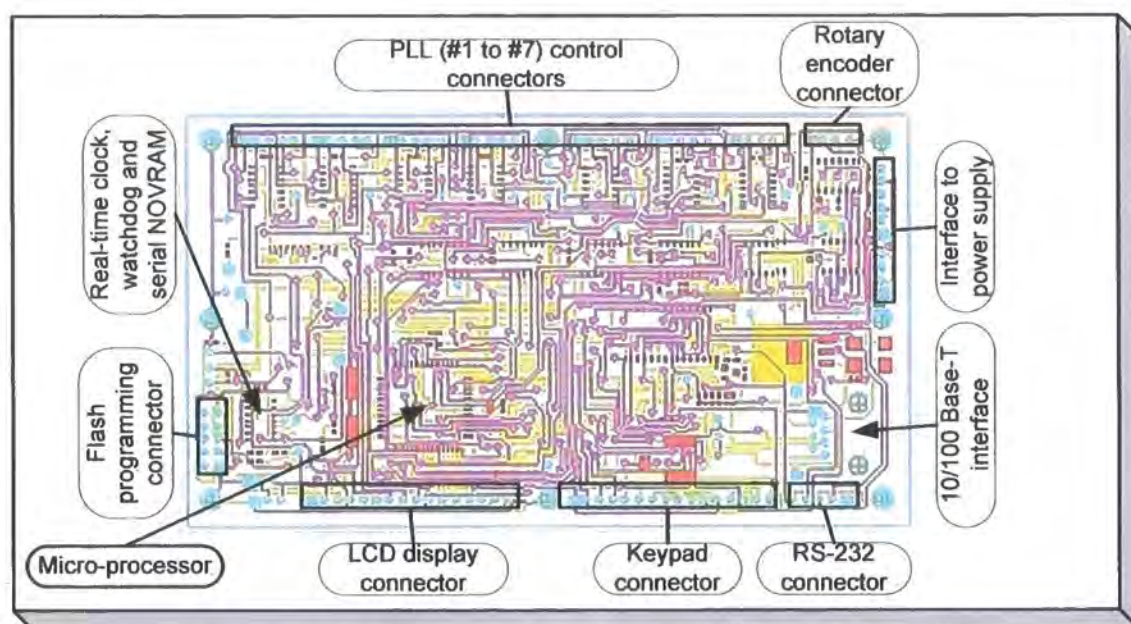 PLL (#1 to #7) control
connectors
Rotary
encoder
connector
Real-time clock,
watchdog and
serial NOVRAM
Interface to
power supply
Flash
programming
connector
10/100 Base-T
interface
Micro-processor
LCD display
connector
Keypad
connector
RS-232
connector